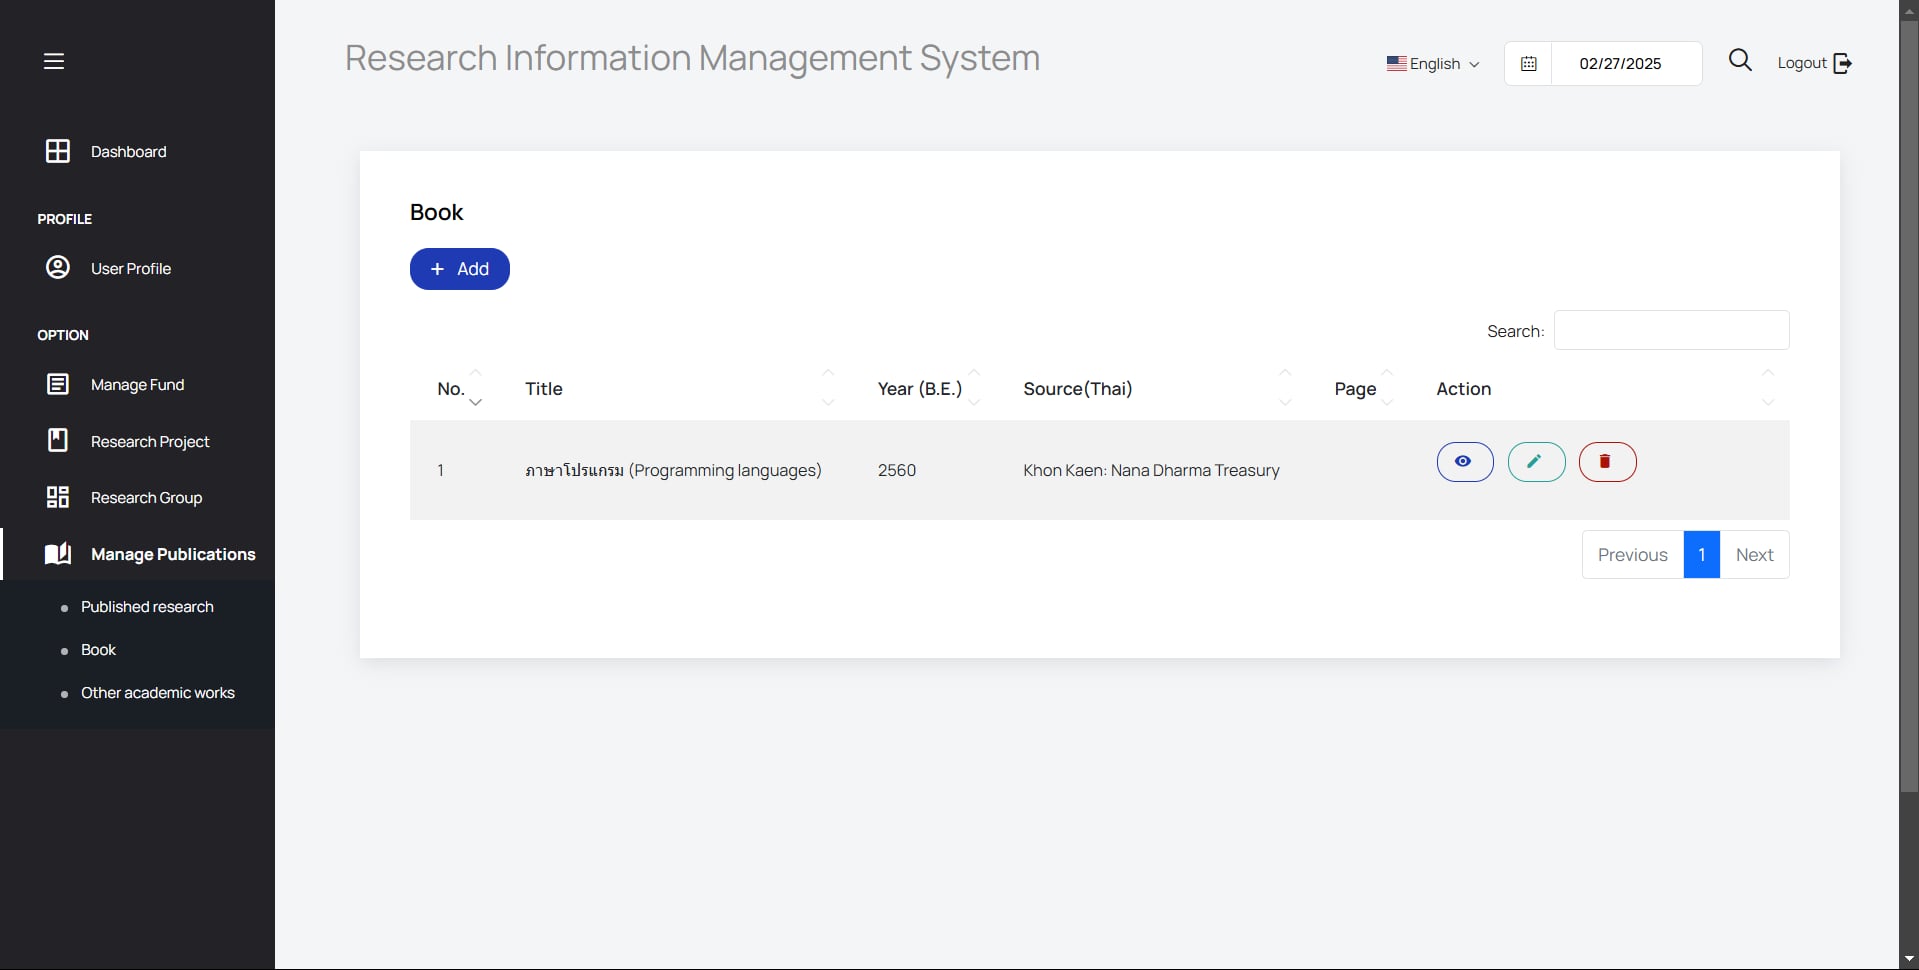 Research Information Management System
English
02/27/2025
Logout
Dashboard
PROFILE
User Profile
OPTION
Manage Fund
Research Project
Research Group
Manage Publications
Published research
Book
Other academic works
Book
+ Add
Search:
No. Title Year (B.E.) Source(Thai) Page Action
1 ภาษาโปรแกรม (Programming languages) 2560 Khon Kaen: Nana Dharma Treasury
Previous 1 Next